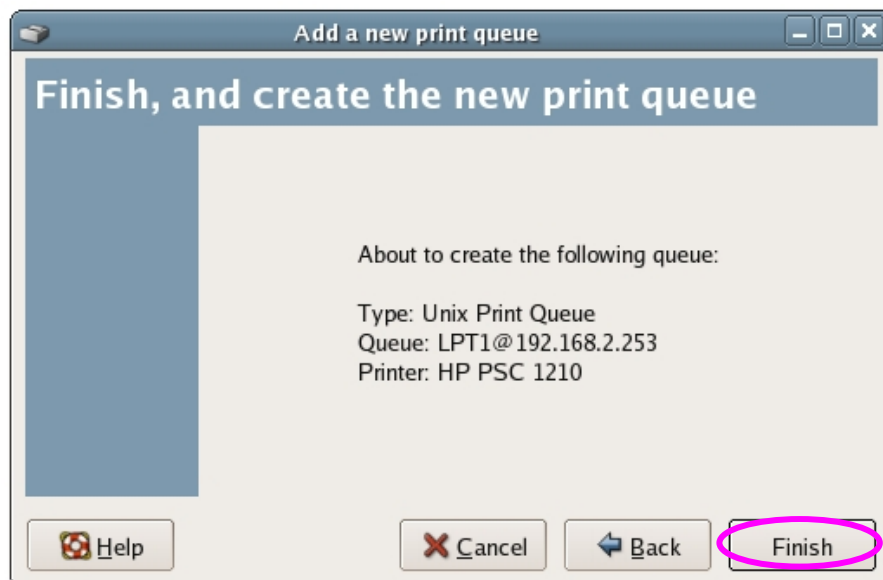 Add a new print queue
Finish, and create the new print queue
About to create the following queue:
Type: Unix Print Queue
Queue: LPT1@192.168.2.253
Printer: HP PSC 1210
Help
Cancel
Back
Finish